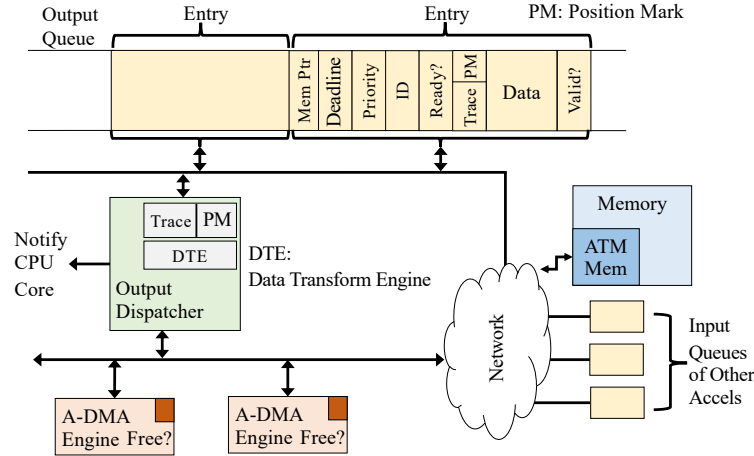 Output
Queue
Entry
Entry
PM: Position Mark
Mem Ptr
Deadline
Priority
ID
Ready?
Trace
PM
Data
Valid?
Trace
PM
DTE
Output
Dispatcher
DTE:
Data Transform Engine
Notify
CPU
Core
Memory
ATM
Mem
Network
Input
Queues
of Other
Accels
A-DMA
Engine Free?
A-DMA
Engine Free?